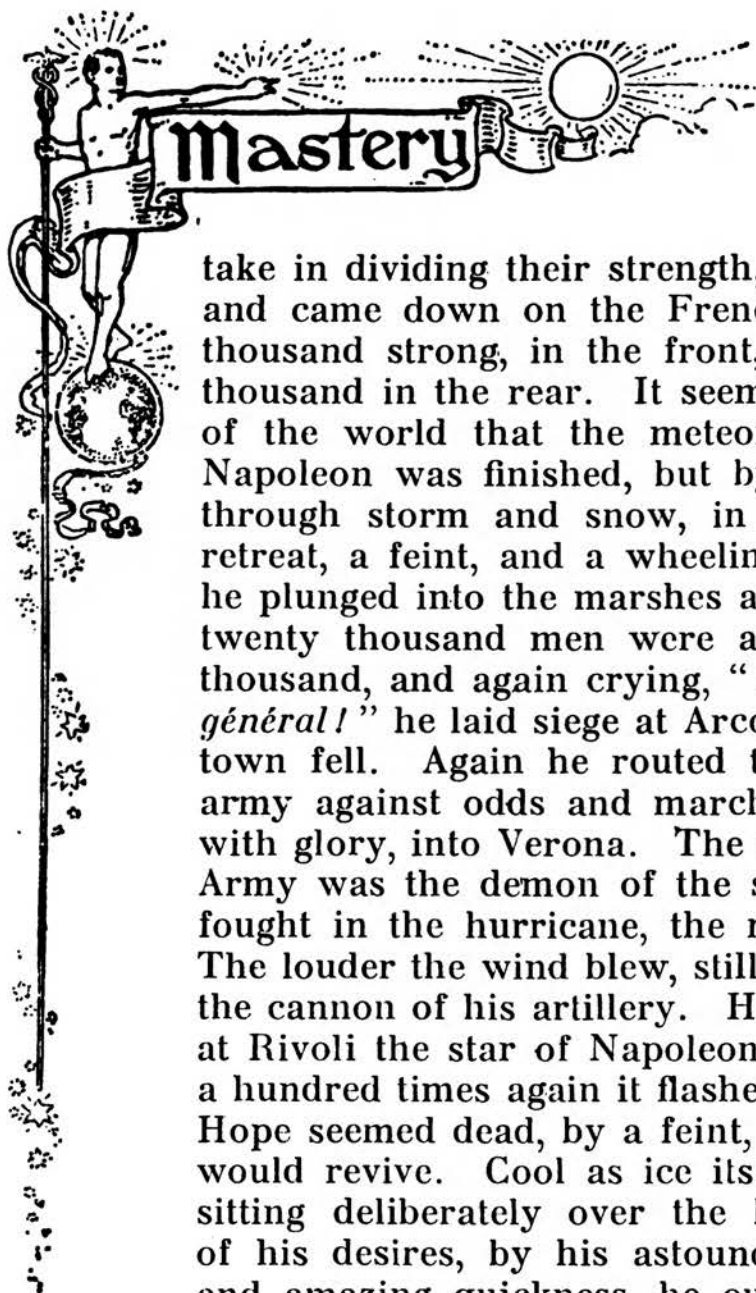 Mastery
take in dividing their strength,
and came down on the Fren
thousand strong, in the front,
thousand in the rear. It seem
of the world that the meteo
Napoleon was finished, but b
through storm and snow, in
retreat, a feint, and a wheelin
he plunged into the marshes a
twenty thousand men were a
thousand, and again crying, "
général!" he laid siege at Arco
town fell. Again he routed t
army against odds and marc
with glory, into Verona. The
Army was the demon of the s
fought in the hurricane, the
The louder the wind blew, still
the cannon of his artillery. H
at Rivoli the star of Napoleon
a hundred times again it flashe
Hope seemed dead, by a feint,
would revive. Cool as ice its
sitting deliberately over the
of his desires, by his astoun
and amazing quickness, he